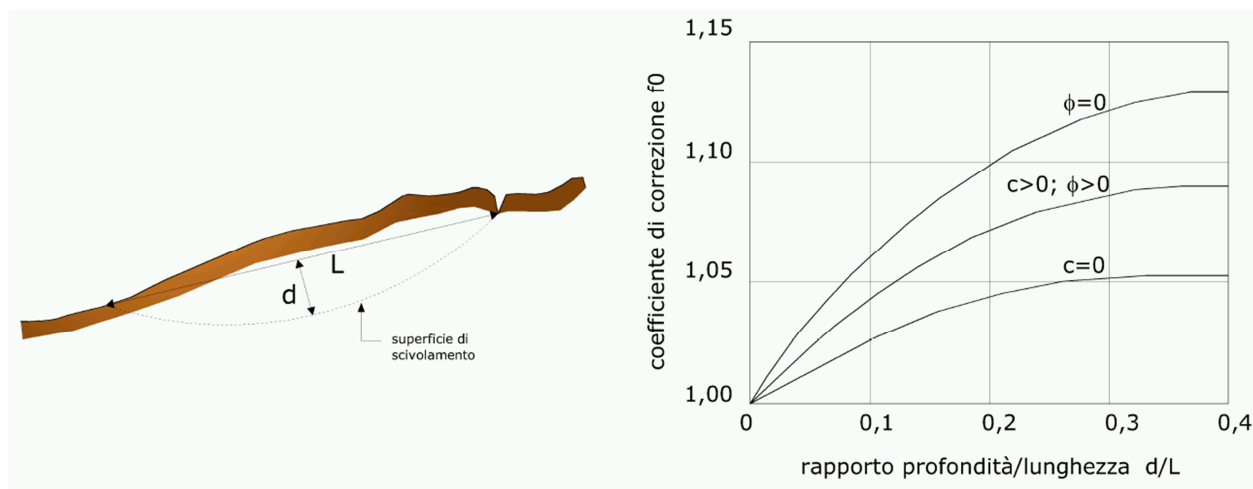 L
d
superficie di
scivolamento
coefficiente di correzione f0
1,15
1,10
1,05
1,00
ϕ=0
c>0; ϕ>0
c=0
0
0,1
0,2
0,3
0,4
rapporto profondità/lunghezza d/L